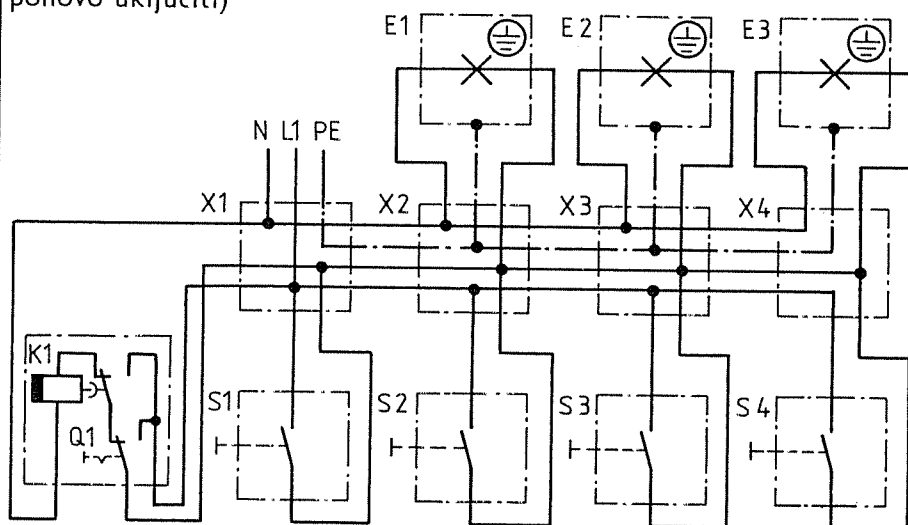 ponovo uključiti)
E1 E2 E3
N L1 PE
X1 X2 X3 X4
K1
S1 S2 S3 S4
Q1